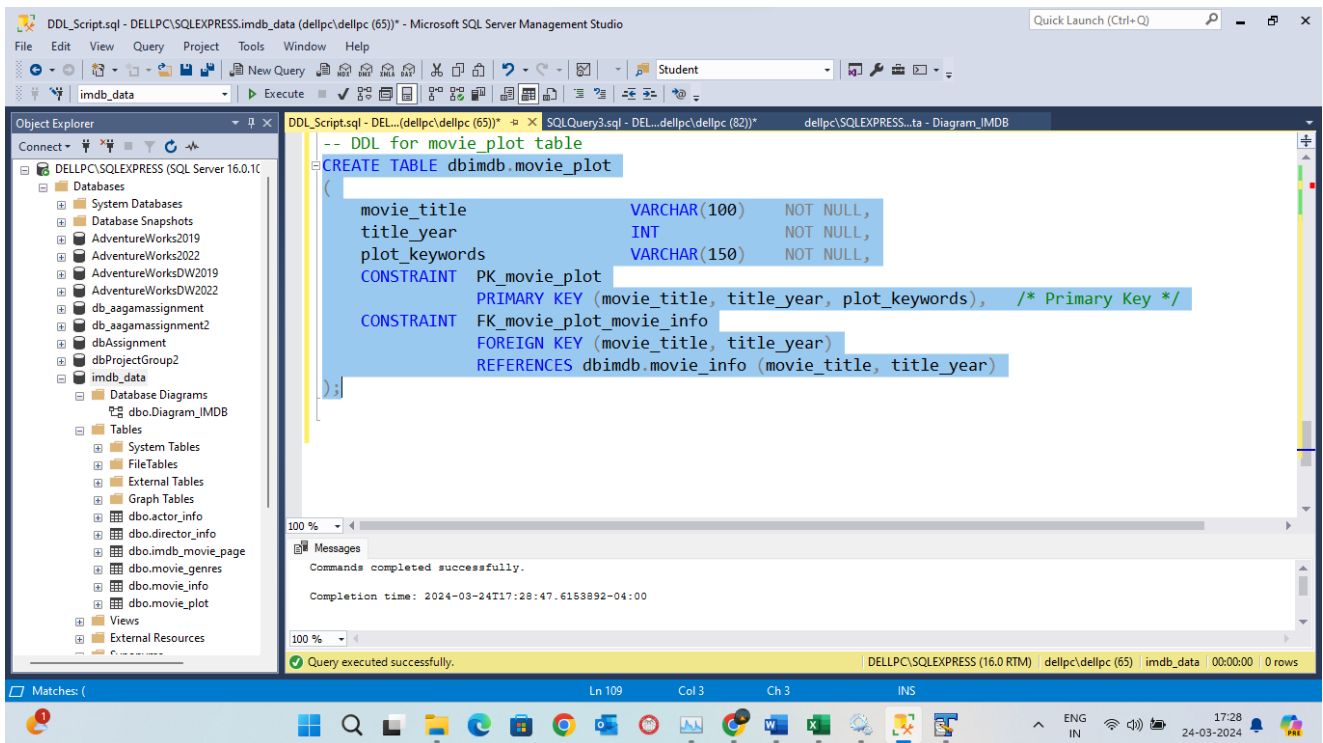 DDL_Script.sql - DELLPC\SQLEXPRESS.imdb_data (dellpc\dellpc (65))* - Microsoft SQL Server Management Studio
Quick Launch (Ctrl+Q)
File Edit View Query Project Tools Window Help
New Query
Student
imdb_data
Execute
Object Explorer
Connect
DELLPC\SQLEXPRESS (SQL Server 16.0.10
Databases
System Databases
Database Snapshots
AdventureWorks2019
AdventureWorks2022
AdventureWorksDW2019
AdventureWorksDW2022
db_aagamassignment
db_aagamassignment2
dbAssignment
dbProjectGroup2
imdb_data
Database Diagrams
dbo.Diagram_IMDB
Tables
System Tables
FileTables
External Tables
Graph Tables
dbo.actor_info
dbo.director_info
dbo.imdb_movie_page
dbo.movie_genres
dbo.movie_info
dbo.movie_plot
Views
External Resources
DDL_Script.sql - DEL...(dellpc\dellpc (65))* SQLQuery3.sql - DEL...dellpc\dellpc (82))* dellpc\SQLEXPRESS...ta - Diagram_IMDB
-- DDL for movie_plot table
CREATE TABLE dbimdb.movie_plot
(
movie_title VARCHAR(100) NOT NULL,
title_year INT NOT NULL,
plot_keywords VARCHAR(150) NOT NULL,
CONSTRAINT PK_movie_plot
PRIMARY KEY (movie_title, title_year, plot_keywords), /* Primary Key */
CONSTRAINT FK_movie_plot_movie_info
FOREIGN KEY (movie_title, title_year)
REFERENCES dbimdb.movie_info (movie_title, title_year)
);
100 %
Messages
Commands completed successfully.
Completion time: 2024-03-24T17:28:47.6153892-04:00
100 %
Query executed successfully. DELLPC\SQLEXPRESS (16.0 RTM) dellpc\dellpc (65) imdb_data 00:00:00 0 rows
Matches: ( Ln 109 Col 3 Ch 3 INS
1
ENG
IN
17:28
24-03-2024
PRE